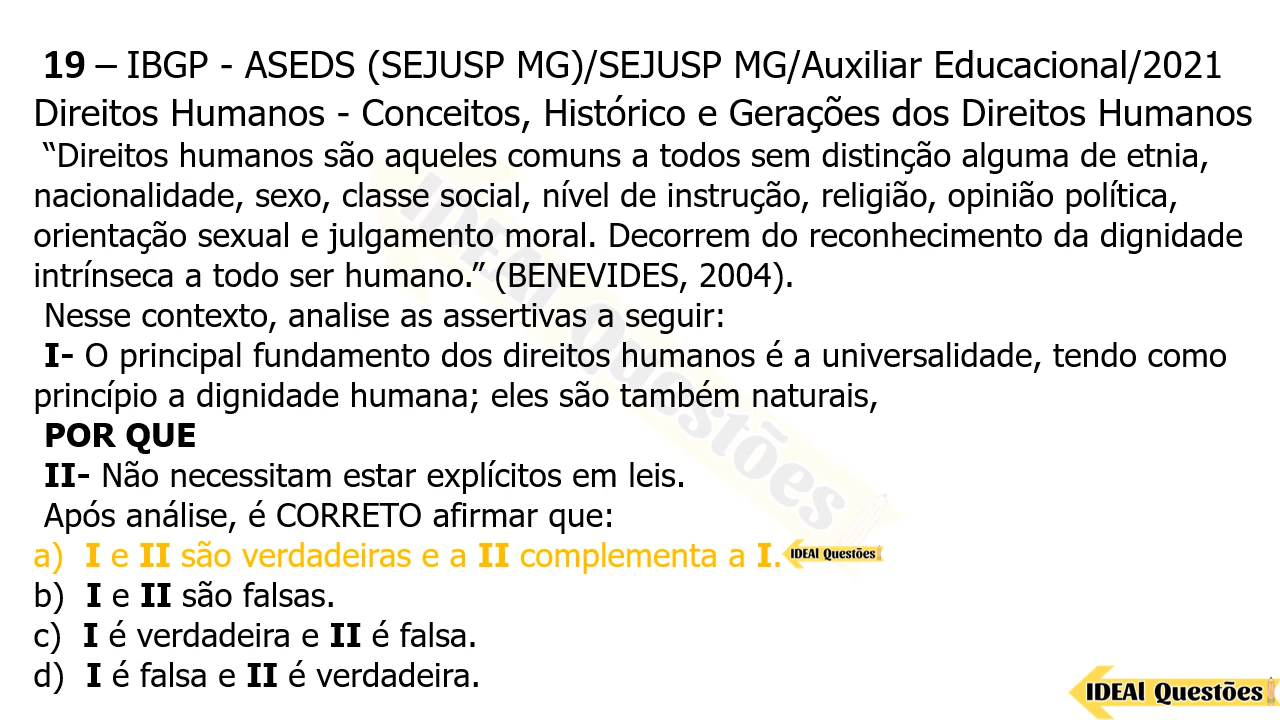 19 – IBGP - ASEDS (SEJUSP MG)/SEJUSP MG/Auxiliar Educacional/2021
Direitos Humanos - Conceitos, Histórico e Gerações dos Direitos Humanos
“Direitos humanos são aqueles comuns a todos sem distinção alguma de etnia,
nacionalidade, sexo, classe social, nível de instrução, religião, opinião política,
orientação sexual e julgamento moral. Decorrem do reconhecimento da dignidade
intrínseca a todo ser humano.” (BENEVIDES, 2004).
Nesse contexto, analise as assertivas a seguir:
I- O principal fundamento dos direitos humanos é a universalidade, tendo como
princípio a dignidade humana; eles são também naturais,
POR QUE
II- Não necessitam estar explícitos em leis.
Após análise, é CORRETO afirmar que:
a) I e II são verdadeiras e a II complementa a I. IDEAl Questões
b) I e II são falsas.
c) I é verdadeira e II é falsa.
d) I é falsa e II é verdadeira.
IDEAl Questões
IDEAl Questões